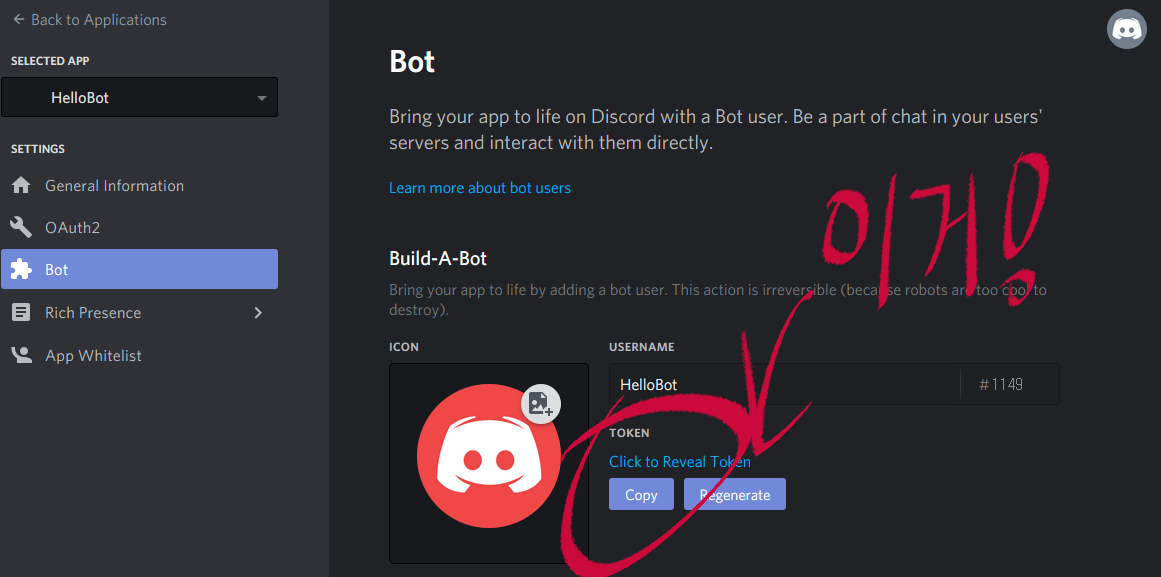 Back to Applications
SELECTED APP
HelloBot
SETTINGS
General Information
OAuth2
Bot
Rich Presence
App Whitelist
Bot
Bring your app to life on Discord with a Bot user. Be a part of chat in your users'
servers and interact with them directly.
Learn more about bot users
이거!
Build-A-Bot
Bring your app to life by adding a bot user. This action is irreversible (because robots are too cool to
destroy).
ICON
USERNAME
HelloBot #1149
TOKEN
Click to Reveal Token
Copy Regenerate